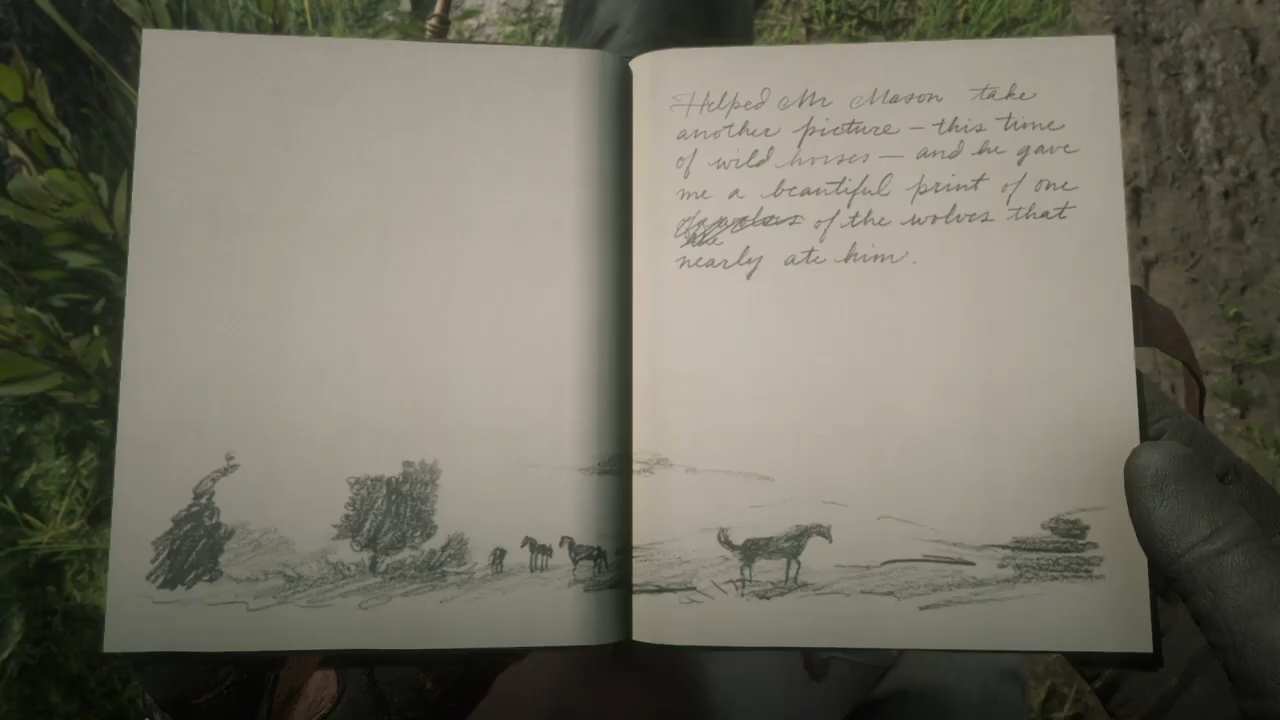 Helped Mr Mason take
another picture – this time
of wild horses – and he gave
me a beautiful print of one
of the wolves that
nearly ate him.